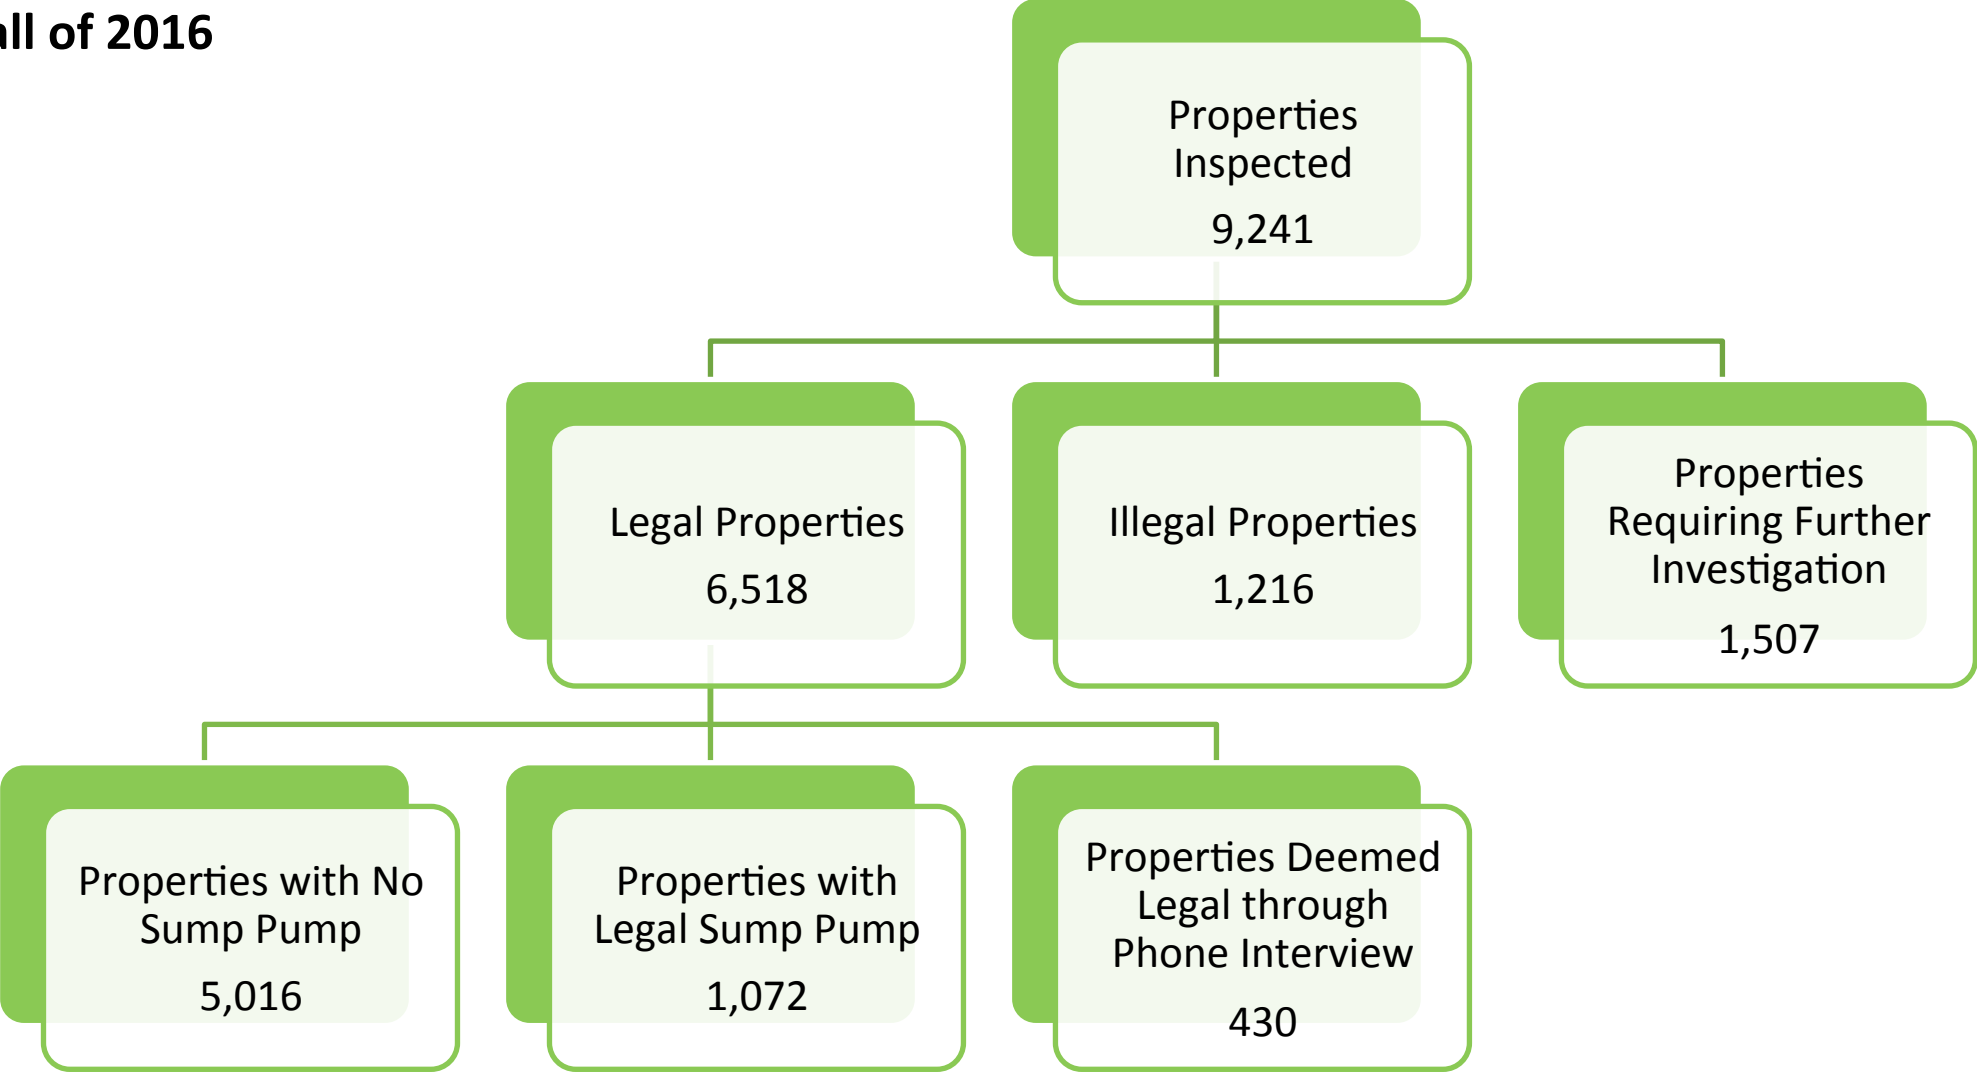 all of 2016
Properties
Inspected
9,241
Legal Properties
6,518
Illegal Properties
1,216
Properties
Requiring Further
Investigation
1,507
Properties with No
Sump Pump
5,016
Properties with
Legal Sump Pump
1,072
Properties Deemed
Legal through
Phone Interview
430